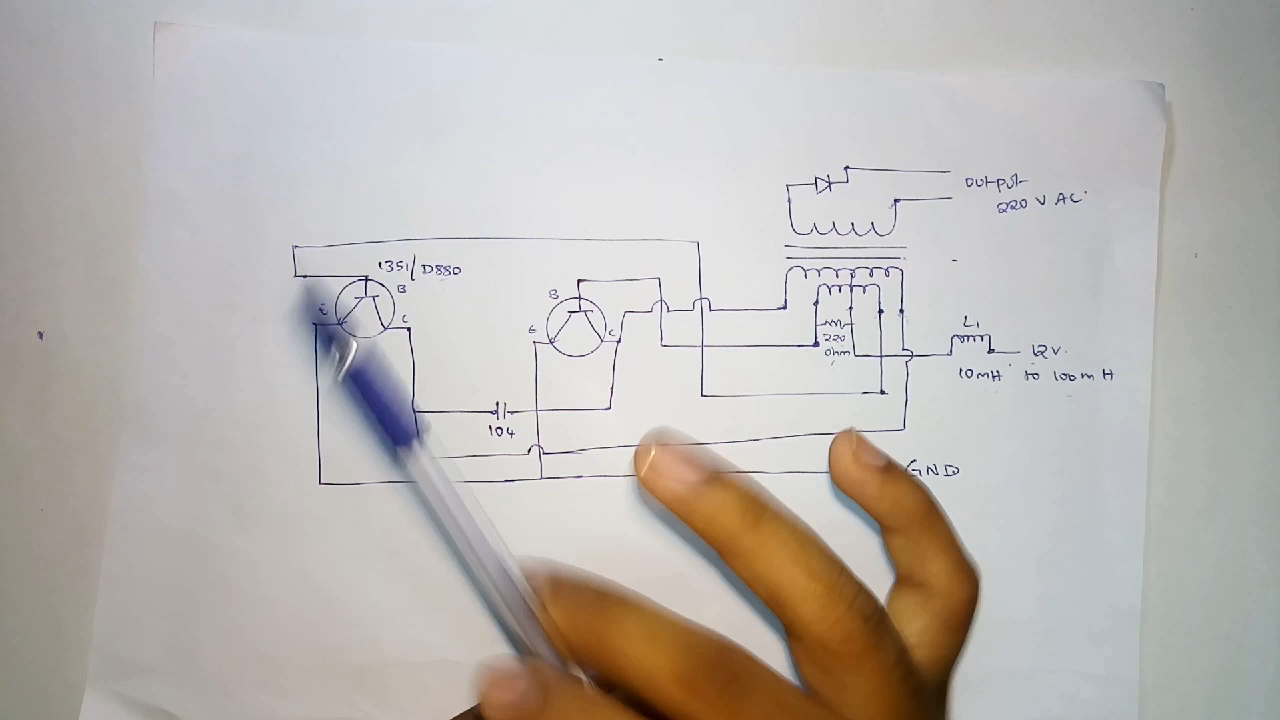 OUTPUT
220 V AC
1351/D880
B
E
C
B
E
C
220
Ohm
L1
12V.
10mH to 100mH
104
GND